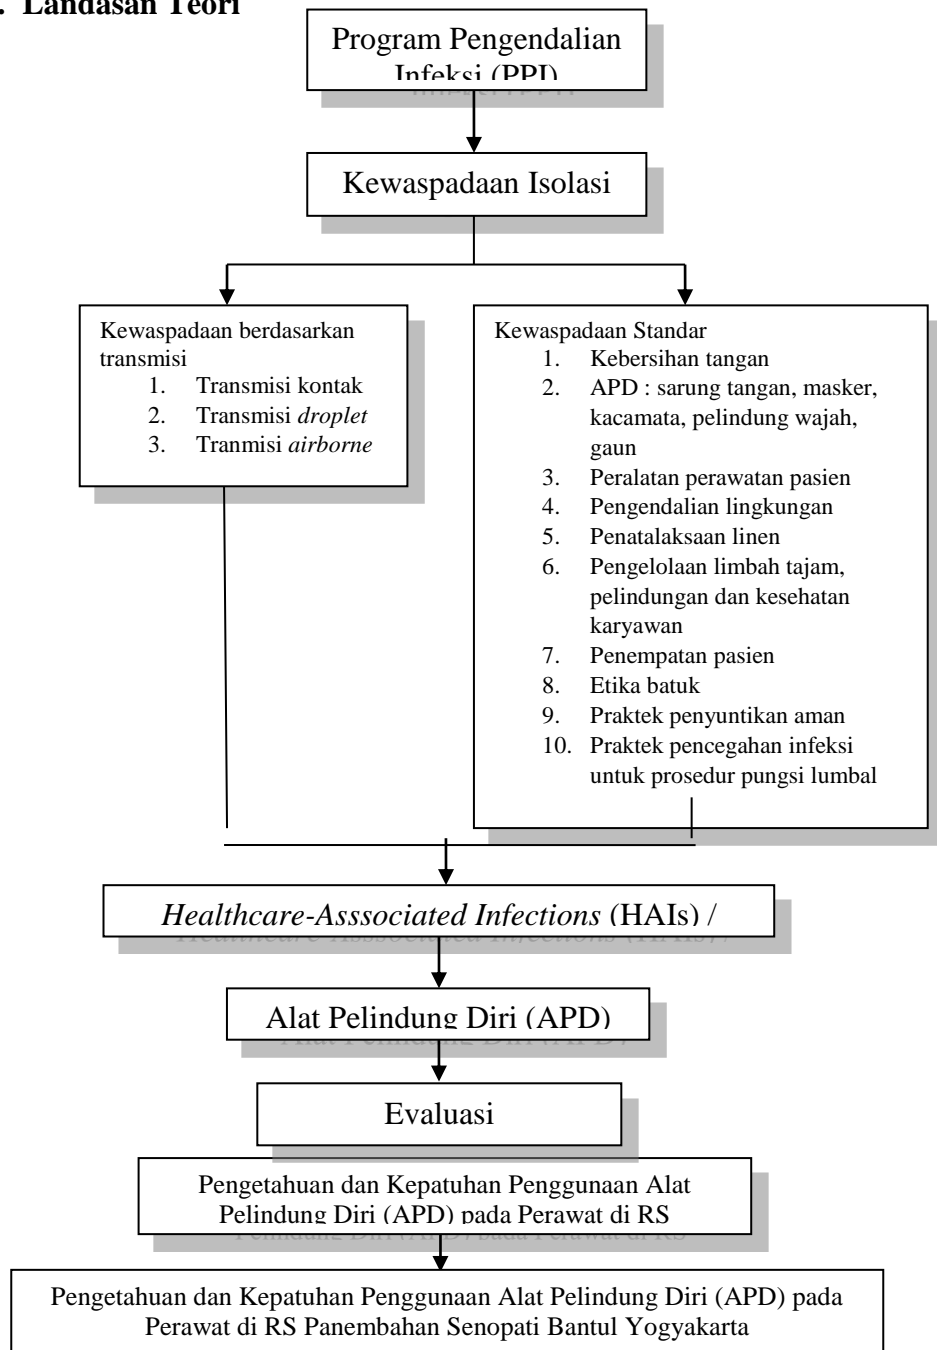 . Landasan Teori
Program Pengendalian
Infeksi (PPI)
Kewaspadaan Isolasi
Kewaspadaan berdasarkan
transmisi
1. Transmisi kontak
2. Transmisi droplet
3. Tranmisi airborne
Kewaspadaan Standar
1. Kebersihan tangan
2. APD : sarung tangan, masker,
kacamata, pelindung wajah,
gaun
3. Peralatan perawatan pasien
4. Pengendalian lingkungan
5. Penatalaksaan linen
6. Pengelolaan limbah tajam,
pelindungan dan kesehatan
karyawan
7. Penempatan pasien
8. Etika batuk
9. Praktek penyuntikan aman
10. Praktek pencegahan infeksi
untuk prosedur pungsi lumbal
Healthcare-Asssociated Infections (HAIs) /
Alat Pelindung Diri (APD)
Evaluasi
Pengetahuan dan Kepatuhan Penggunaan Alat
Pelindung Diri (APD) pada Perawat di RS
Pengetahuan dan Kepatuhan Penggunaan Alat Pelindung Diri (APD) pada
Perawat di RS Panembahan Senopati Bantul Yogyakarta